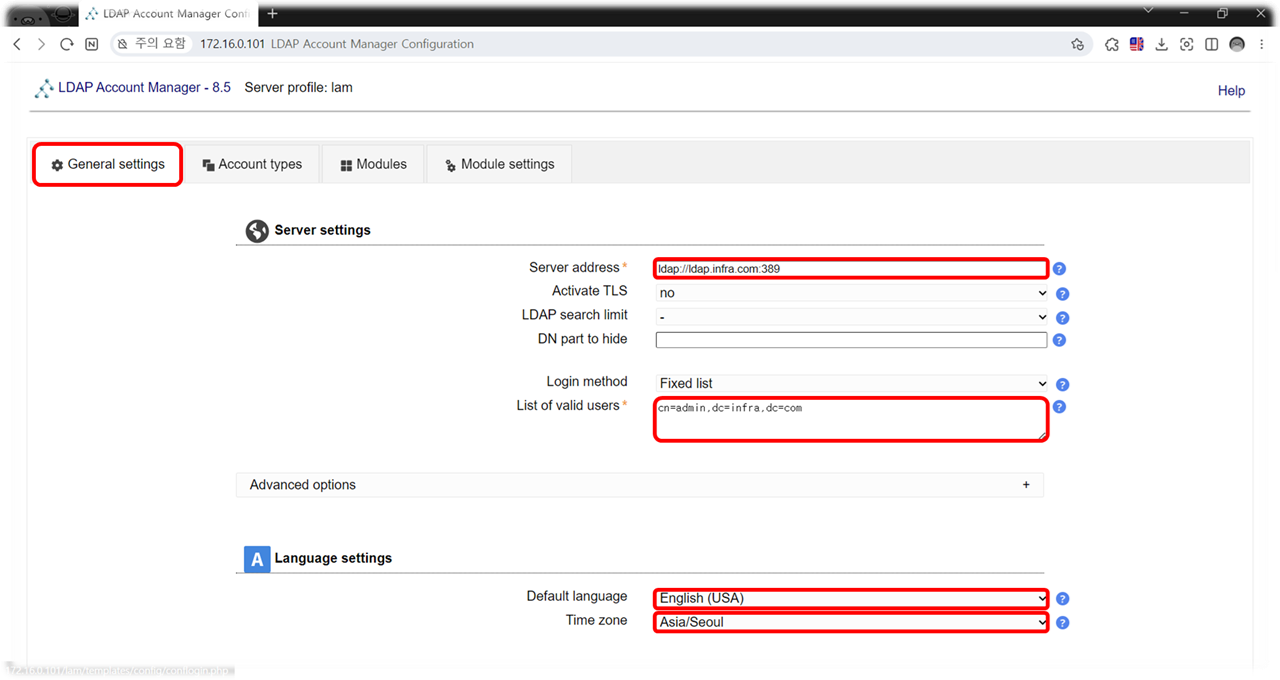 LDAP Account Manager Conf
주의 요함 172.16.0.101 LDAP Account Manager Configuration
LDAP Account Manager - 8.5 Server profile: lam
Help
General settings Account types Modules Module settings
Server settings
Server address* ldap://ldap.infra.com:389
Activate TLS no
LDAP search limit -
DN part to hide
Login method Fixed list
List of valid users* cn=admin,dc=infra,dc=com
Advanced options +
A Language settings
Default language English (USA)
Time zone Asia/Seoul